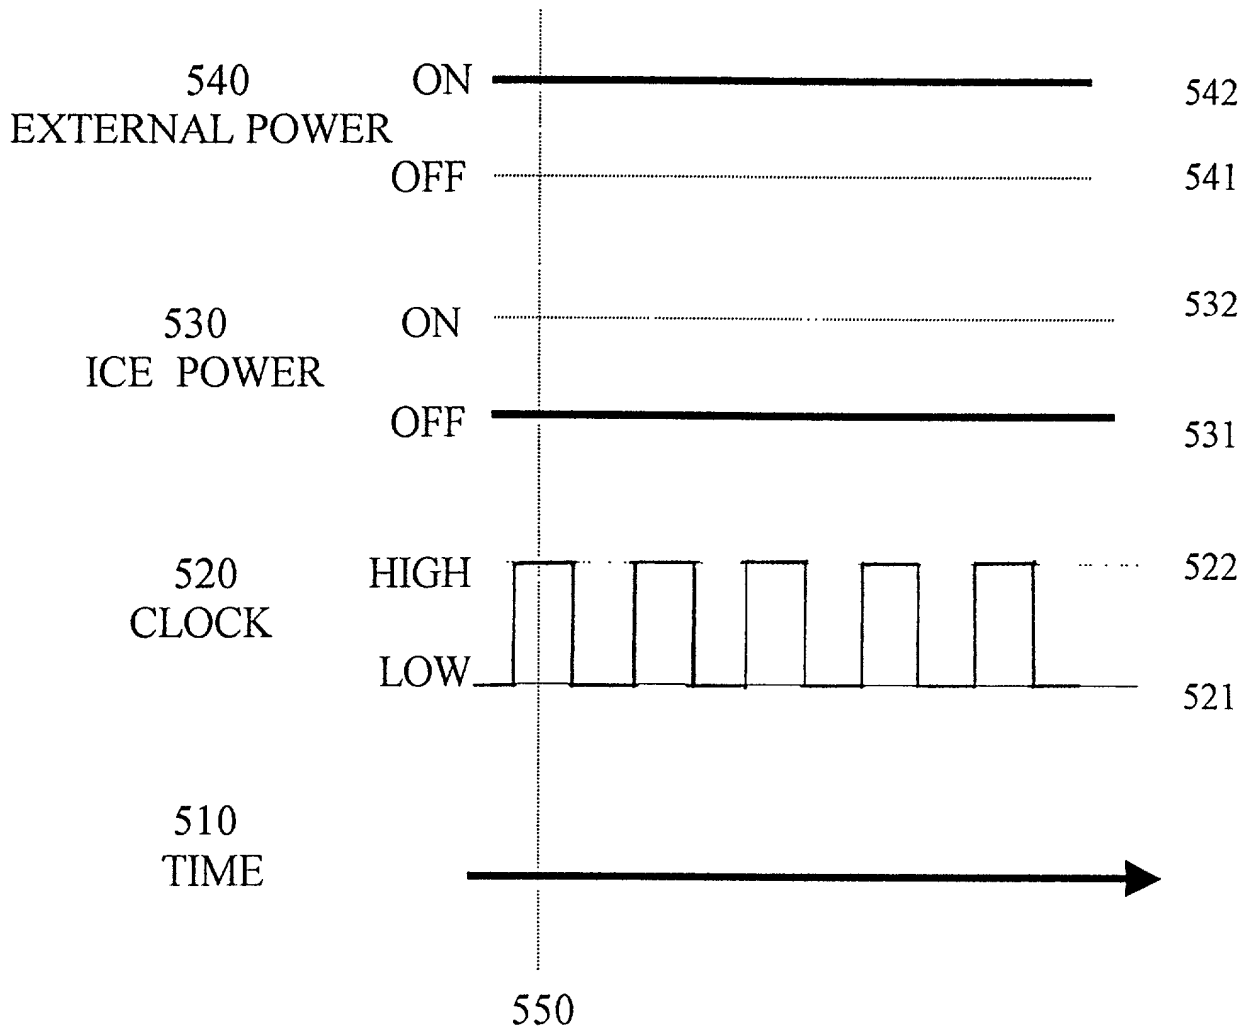 540
EXTERNAL POWER
ON
542
OFF
541
530
ICE POWER
ON
532
OFF
531
520
CLOCK
HIGH
522
LOW
521
510
TIME
550